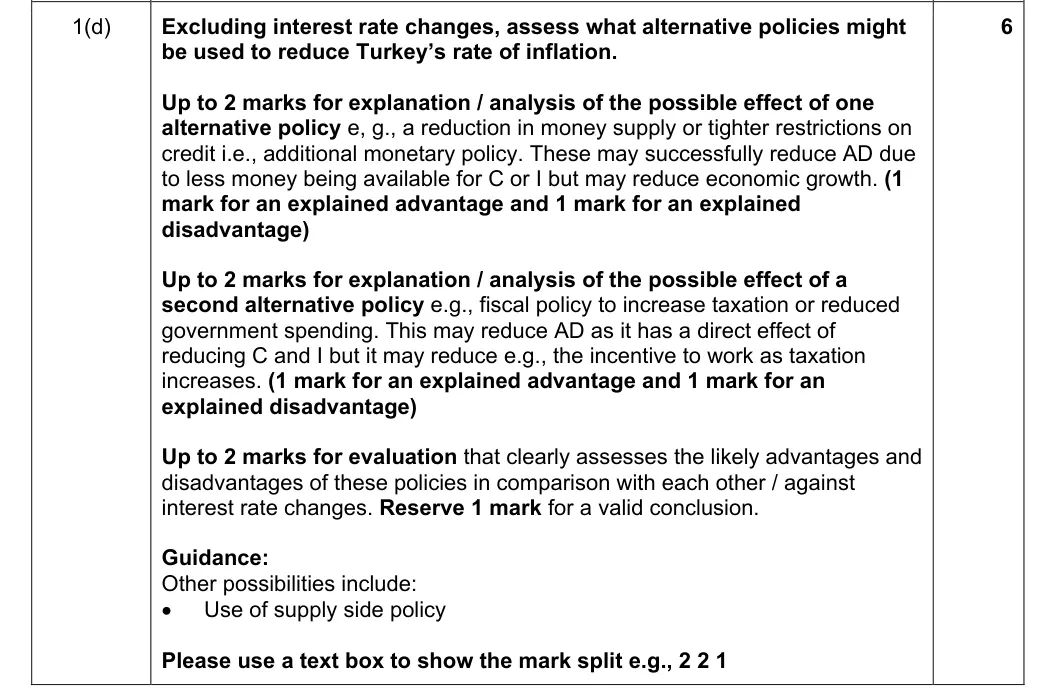 1(d) Excluding interest rate changes, assess what alternative policies might 6
be used to reduce Turkey's rate of inflation.
Up to 2 marks for explanation / analysis of the possible effect of one
alternative policy e, g., a reduction in money supply or tighter restrictions on
credit i.e., additional monetary policy. These may successfully reduce AD due
to less money being available for C or I but may reduce economic growth. (1
mark for an explained advantage and 1 mark for an explained
disadvantage)
Up to 2 marks for explanation / analysis of the possible effect of a
second alternative policy e.g., fiscal policy to increase taxation or reduced
government spending. This may reduce AD as it has a direct effect of
reducing C and I but it may reduce e.g., the incentive to work as taxation
increases. (1 mark for an explained advantage and 1 mark for an
explained disadvantage)
Up to 2 marks for evaluation that clearly assesses the likely advantages and
disadvantages of these policies in comparison with each other / against
interest rate changes. Reserve 1 mark for a valid conclusion.
Guidance:
Other possibilities include:
• Use of supply side policy
Please use a text box to show the mark split e.g., 2 2 1